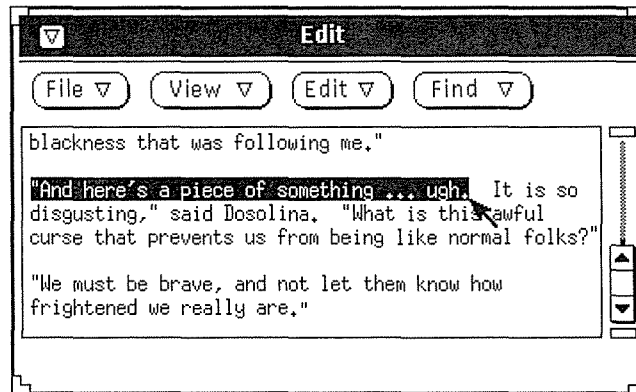 Edit
File View Edit Find
blackness that was following me."
"And here's a piece of something ... ugh. It is so
disgusting," said Dosolina. "What is this awful
curse that prevents us from being like normal folks?"
"We must be brave, and not let them know how
frightened we really are."